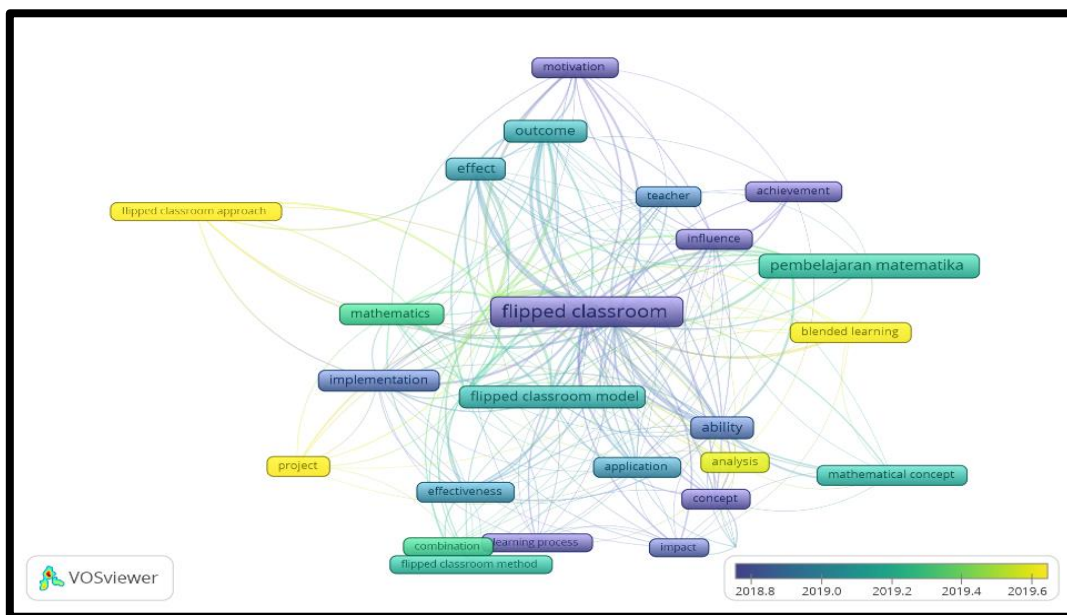 motivation
outcome
effect
teacher
achievement
flipped classroom approach
influence
pembelajaran matematika
flipped classroom
mathematics
blended learning
implementation
flipped classroom model
ability
analysis
project
application
mathematical concept
effectiveness
concept
combination
learning process
impact
flipped classroom method
VOSviewer
2018.8 2019.0 2019.2 2019.4 2019.6